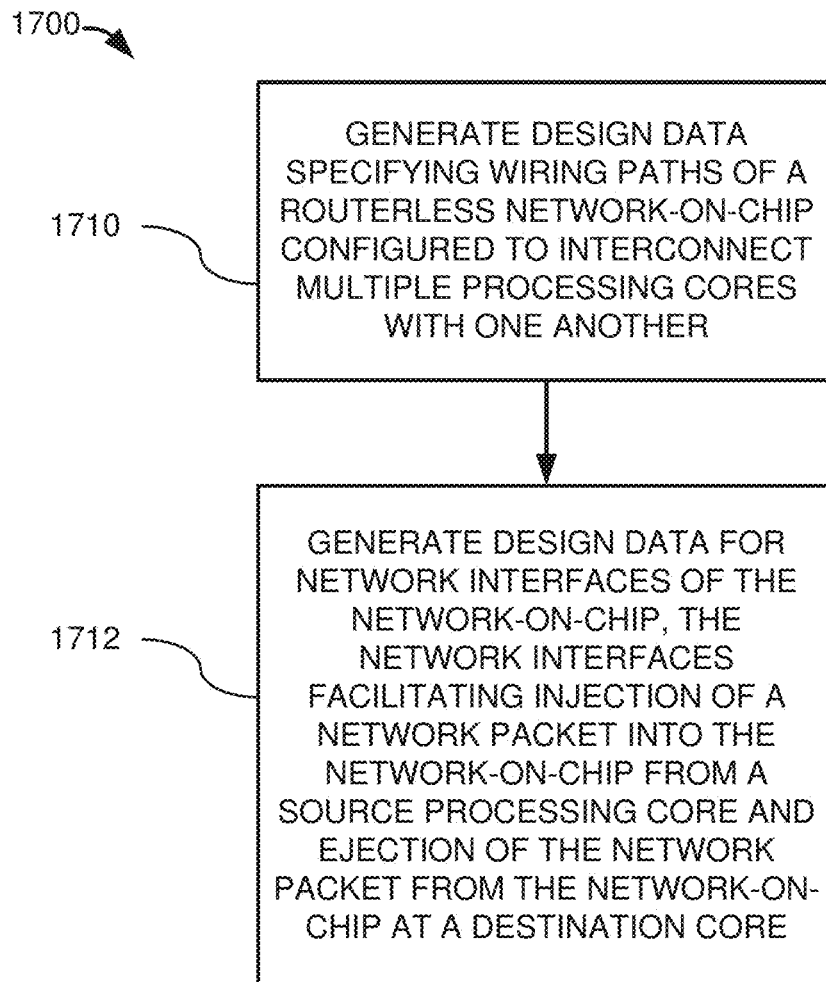 1700
GENERATE DESIGN DATA
SPECIFYING WIRING PATHS OF A
ROUTERLESS NETWORK-ON-CHIP
CONFIGURED TO INTERCONNECT
MULTIPLE PROCESSING CORES
WITH ONE ANOTHER
1710
GENERATE DESIGN DATA FOR
NETWORK INTERFACES OF THE
NETWORK-ON-CHIP, THE
NETWORK INTERFACES
FACILITATING INJECTION OF A
NETWORK PACKET INTO THE
NETWORK-ON-CHIP FROM A
SOURCE PROCESSING CORE AND
EJECTION OF THE NETWORK
PACKET FROM THE NETWORK-ON-
CHIP AT A DESTINATION CORE
1712